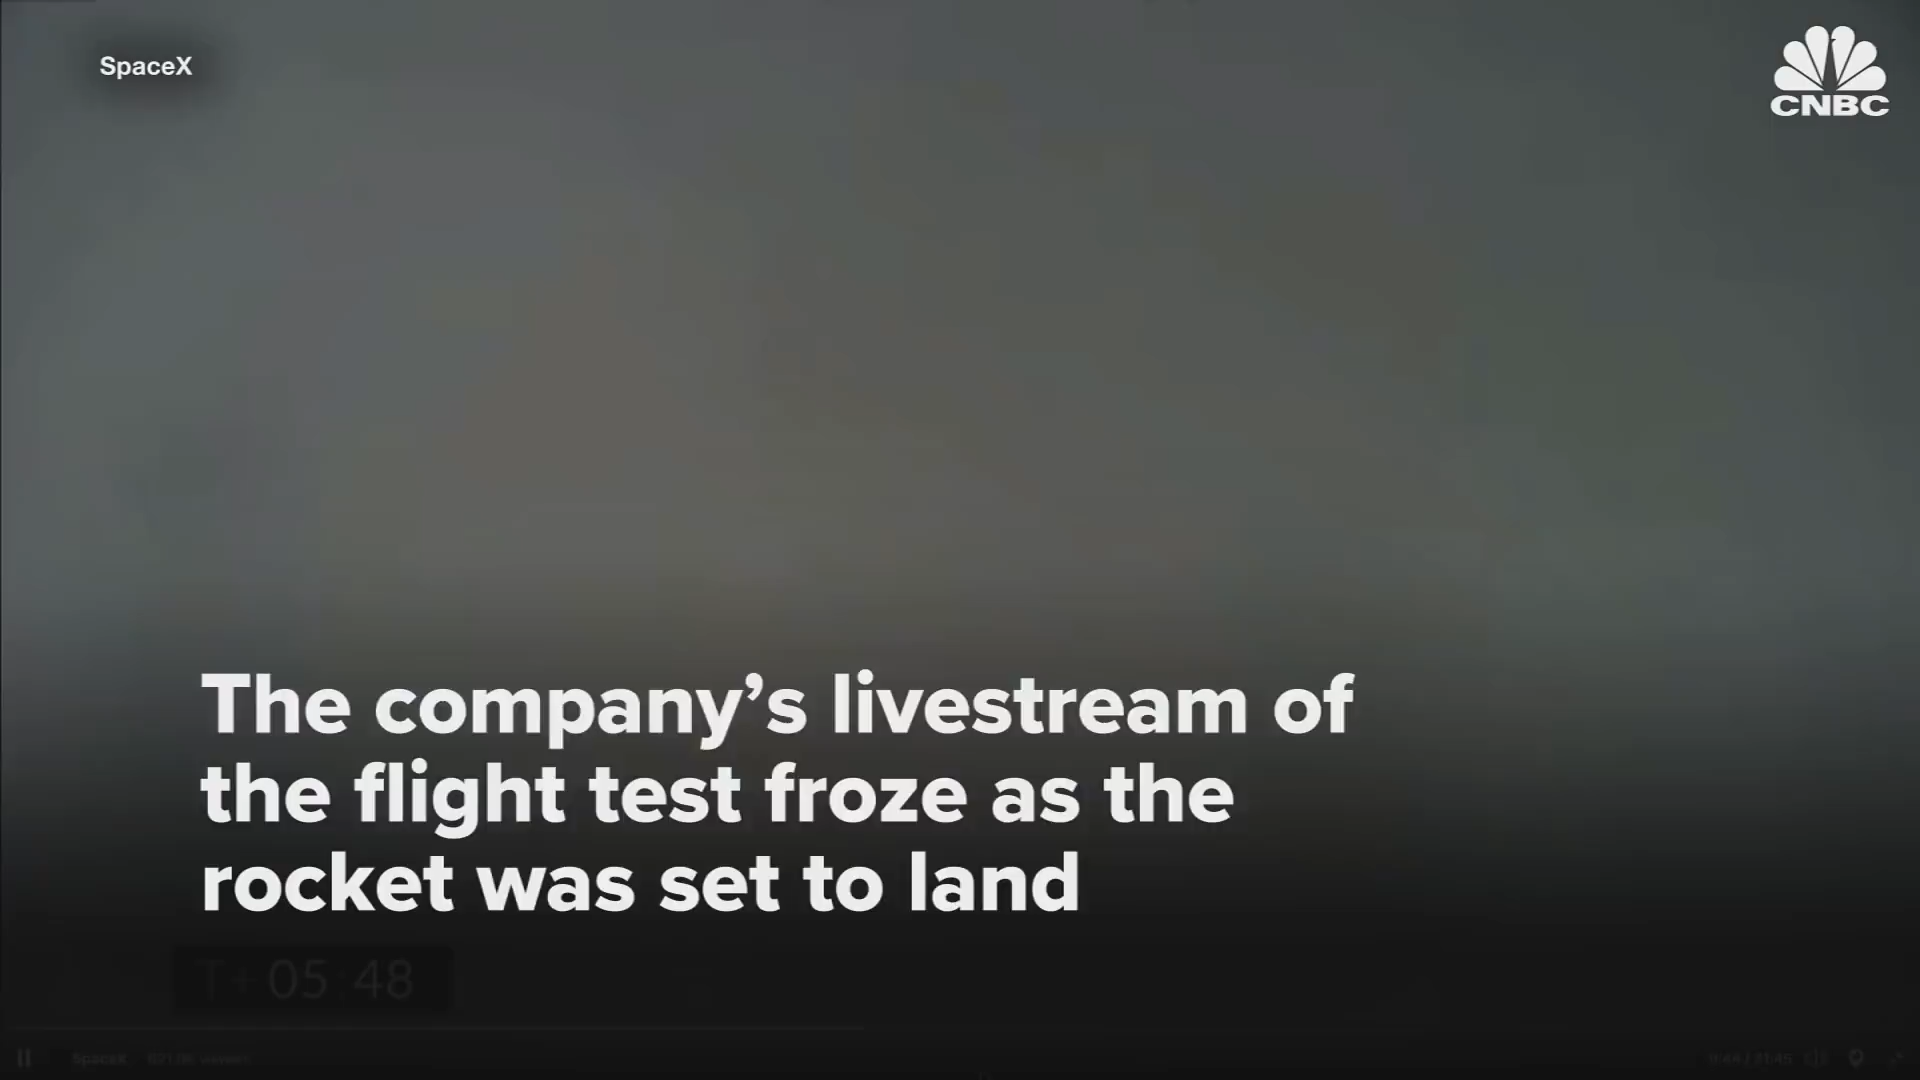 SpaceX
CNBC
The company’s livestream of
the flight test froze as the
rocket was set to land
T+ 05:48
SpaceX